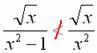 √x / (x² − 1) ≠ √x / x²